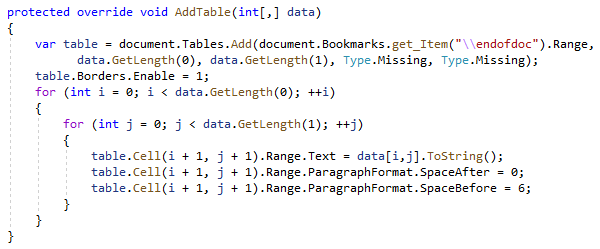 protected override void AddTable(int[,] data)
{
    var table = document.Tables.Add(document.Bookmarks.get_Item("\\endofdoc").Range,
        data.GetLength(0), data.GetLength(1), Type.Missing, Type.Missing);
    table.Borders.Enable = 1;
    for (int i = 0; i < data.GetLength(0); ++i)
    {
        for (int j = 0; j < data.GetLength(1); ++j)
        {
            table.Cell(i + 1, j + 1).Range.Text = data[i,j].ToString();
            table.Cell(i + 1, j + 1).Range.ParagraphFormat.SpaceAfter = 0;
            table.Cell(i + 1, j + 1).Range.ParagraphFormat.SpaceBefore = 6;
        }
    }
}